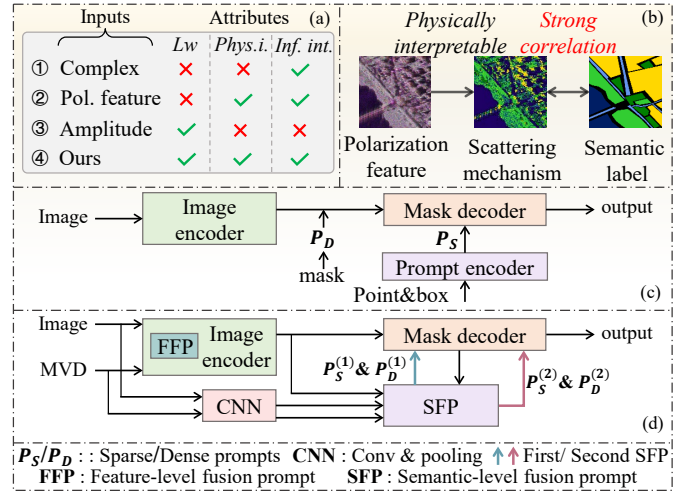 Inputs Attributes (a)
Lw Phys.i. Inf. int.
① Complex
② Pol. feature
③ Amplitude
④ Ours
(b)
Physically interpretable
Strong correlation
Polarization feature
Scattering mechanism
Semantic label
Image
Image encoder
Mask decoder
output
P_D
mask
P_S
Prompt encoder
Point&box
(c)
Image
MVD
FFP
Image encoder
Mask decoder
output
P_S^(1) & P_D^(1)
P_S^(2) & P_D^(2)
CNN
SFP
(d)
P_S/P_D : : Sparse/Dense prompts CNN : Conv & pooling First/ Second SFP
FFP : Feature-level fusion prompt SFP : Semantic-level fusion prompt